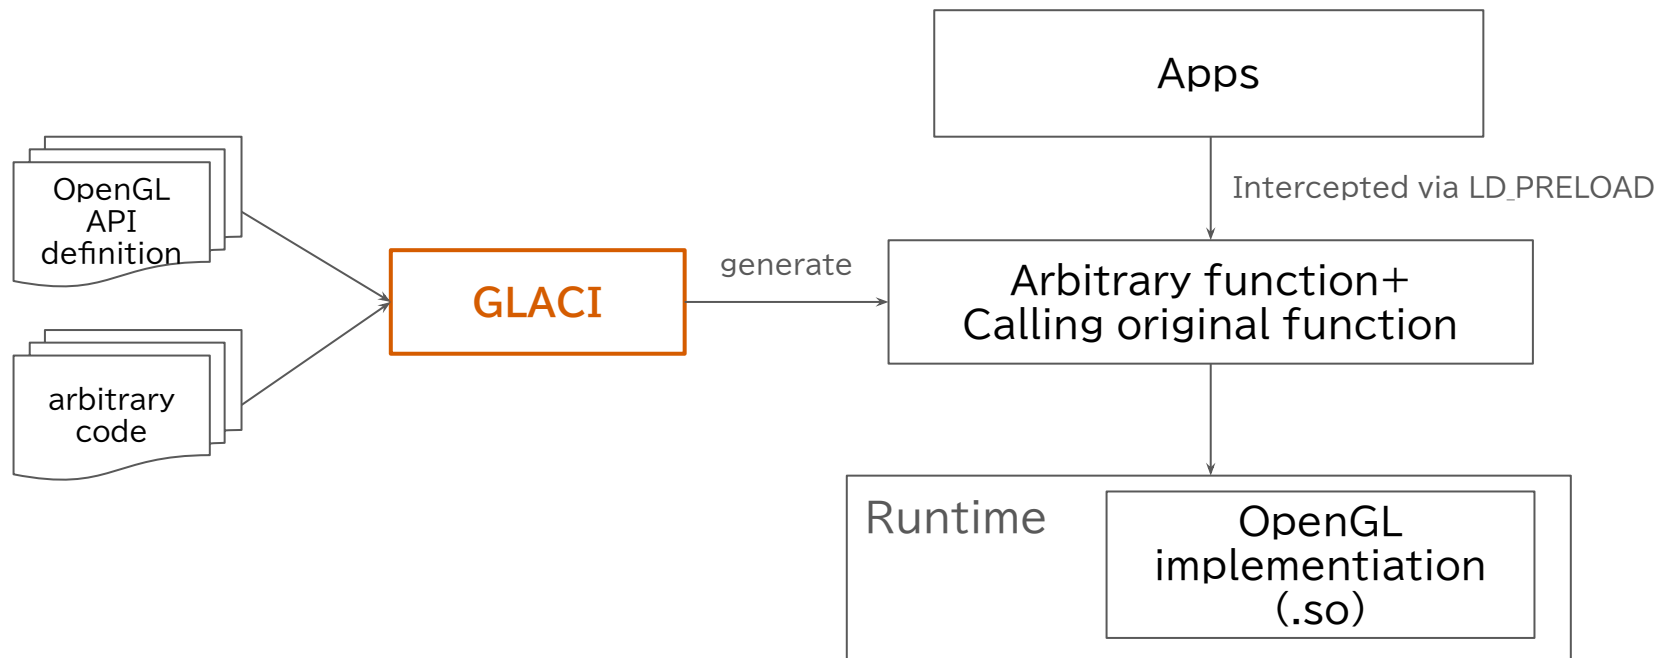 Apps
Intercepted via LD_PRELOAD
OpenGL
API
definition
arbitrary
code
GLACI
generate
Arbitrary function+
Calling original function
Runtime
OpenGL
implementiation
(.so)